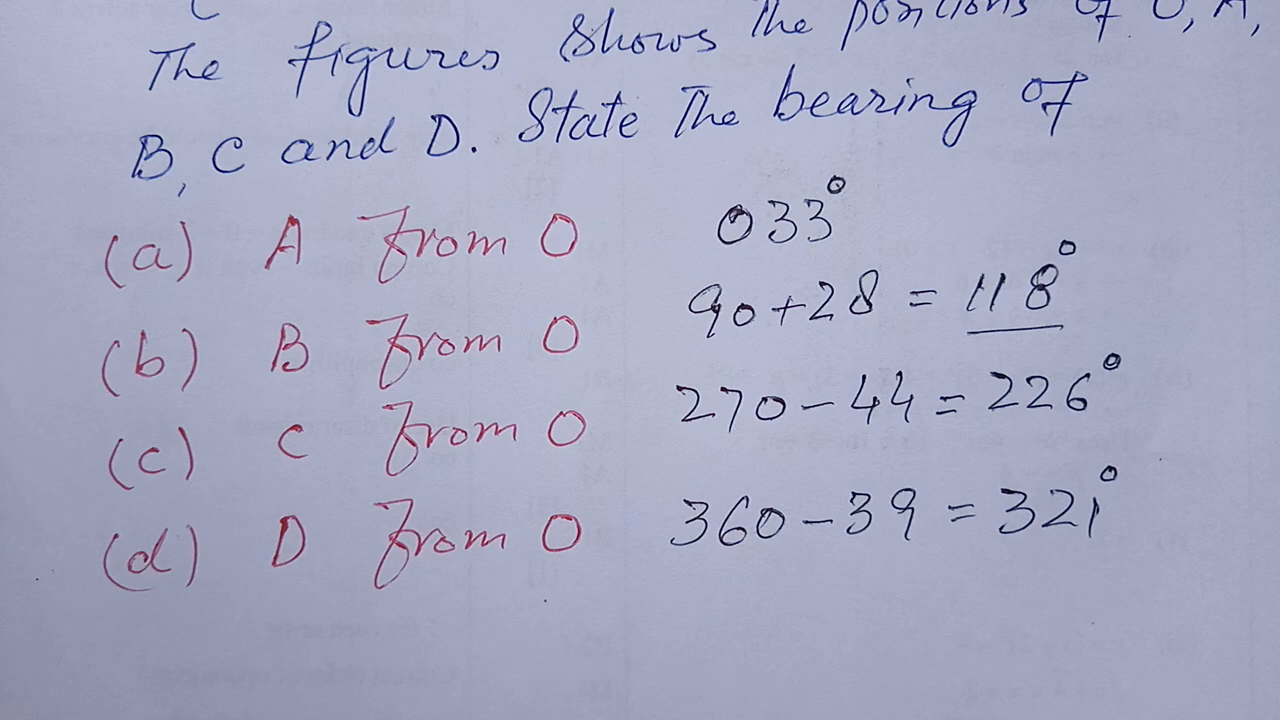 C
The figures shows the positions of O, A,
B, C and D. State The bearing of
(a) A from O 033°
(b) B from O 90+28 = 118°
(c) C from O 270-44 = 226°
(d) D from O 360-39 = 321°